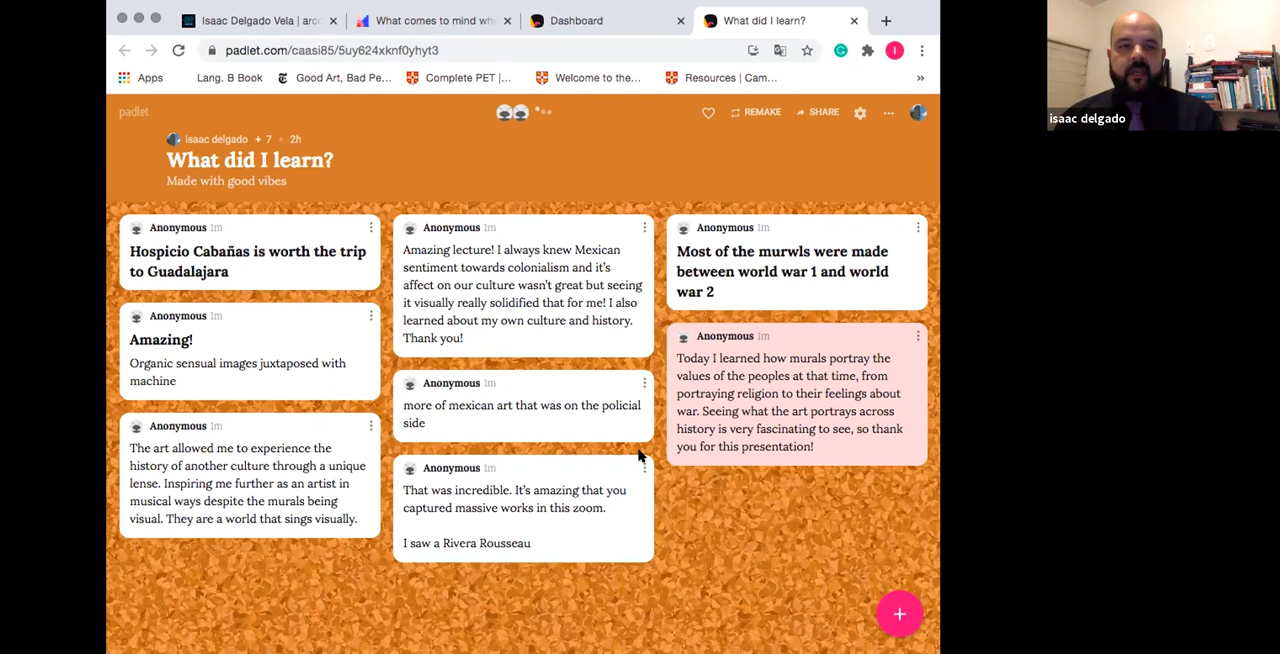 Isaac Delgado Vela | arc
What comes to mind wh
Dashboard
What did I learn?
padlet.com/caasi85/5uy624xknf0yhyt3
Apps
Lang. B Book
Good Art, Bad Pe...
Complete PET |...
Welcome to the...
Resources | Cam...
»
padlet
REMAKE
SHARE
isaac delgado + 7 • 2h
What did I learn?
Made with good vibes
Anonymous 1m
Hospicio Cabañas is worth the trip
to Guadalajara
Anonymous 1m
Amazing!
Organic sensual images juxtaposed with
machine
Anonymous 1m
The art allowed me to experience the
history of another culture through a unique
lense. Inspiring me further as an artist in
musical ways despite the murals being
visual. They are a world that sings visually.
Anonymous 1m
Amazing lecture! I always knew Mexican
sentiment towards colonialism and it's
affect on our culture wasn't great but seeing
it visually really solidified that for me! I also
learned about my own culture and history.
Thank you!
Anonymous 1m
more of mexican art that was on the policial
side
Anonymous 1m
That was incredible. It's amazing that you
captured massive works in this zoom.
I saw a Rivera Rousseau
Anonymous 1m
Most of the murwls were made
between world war 1 and world
war 2
Anonymous 1m
Today I learned how murals portray the
values of the peoples at that time, from
portraying religion to their feelings about
war. Seeing what the art portrays across
history is very fascinating to see, so thank
you for this presentation!
isaac delgado